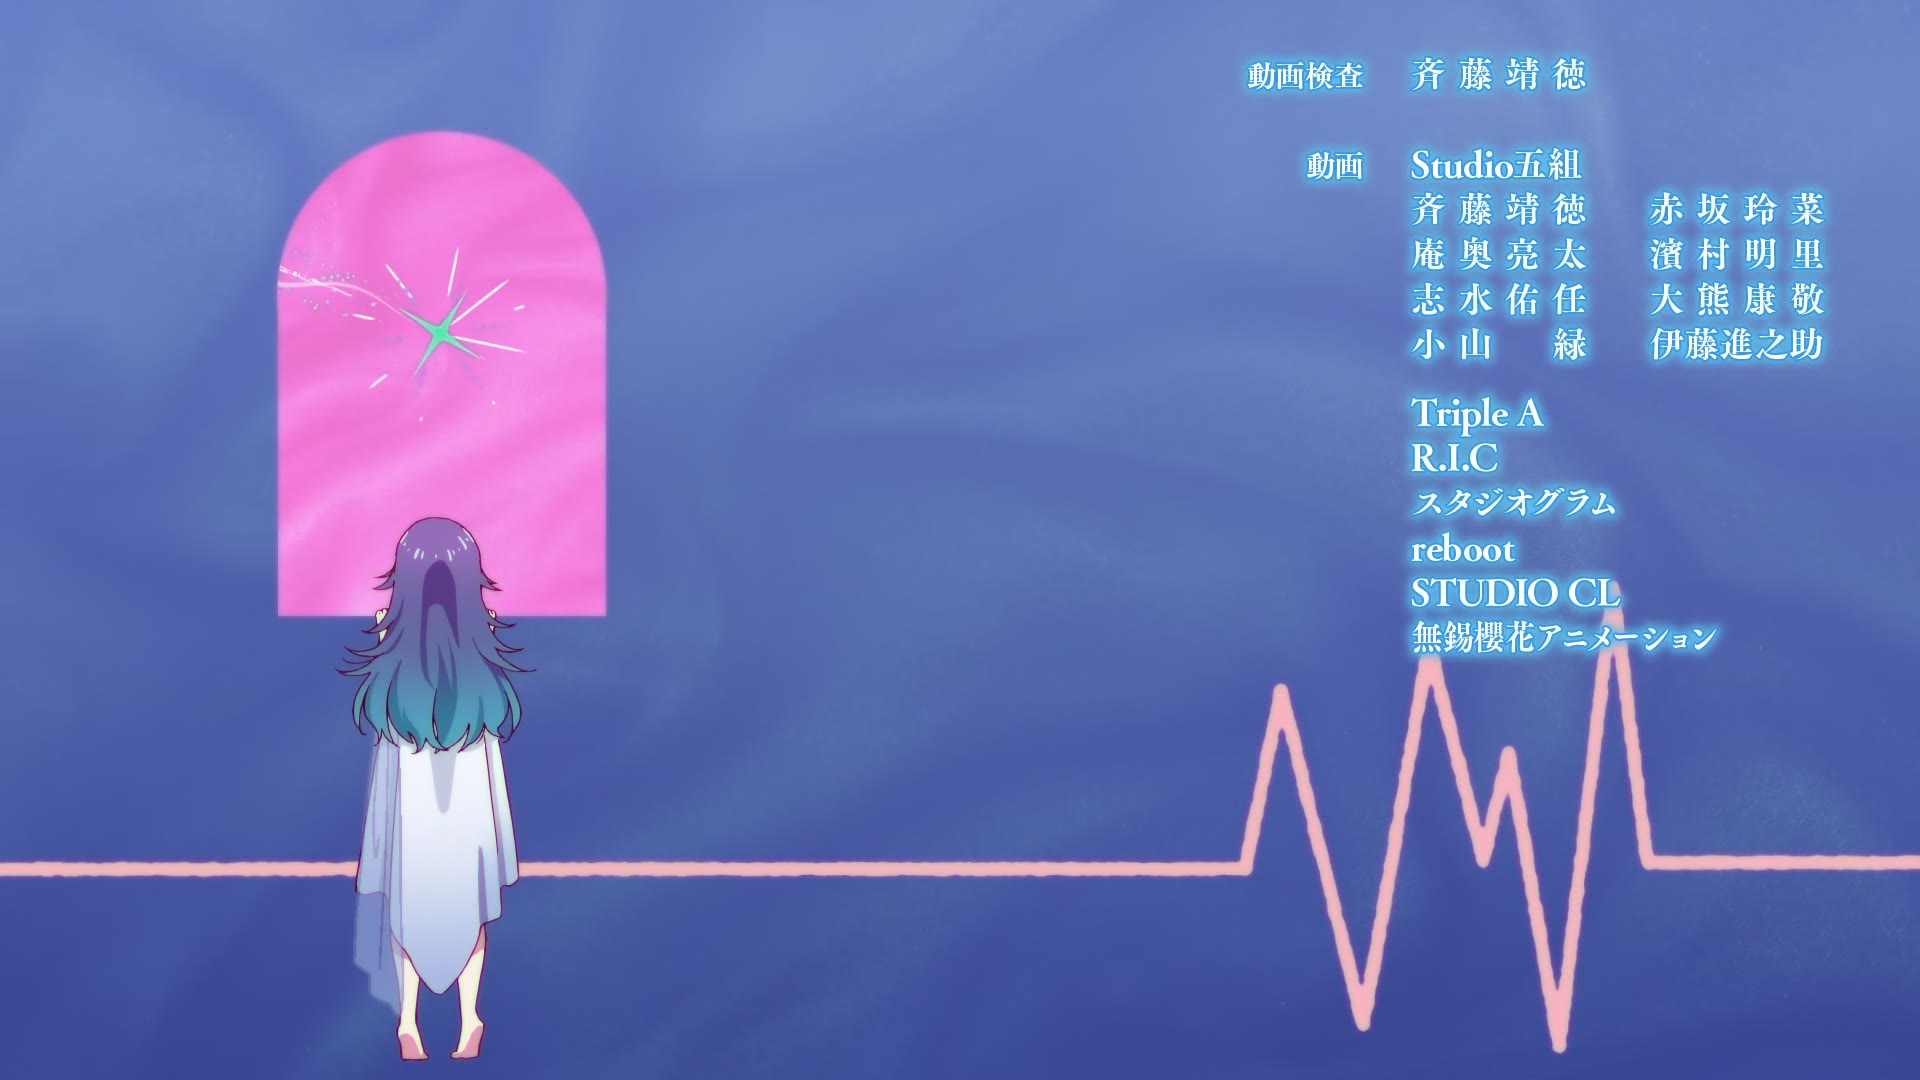 動画検査 斉藤靖徳
動画 Studio五組
斉藤靖徳 赤坂玲菜
庵奥亮太 濱村明里
志水佑任 大熊康敬
小山 緑 伊藤進之助
Triple A
R.I.C
スタジオグラム
reboot
STUDIO CL
無錫櫻花アニメーション